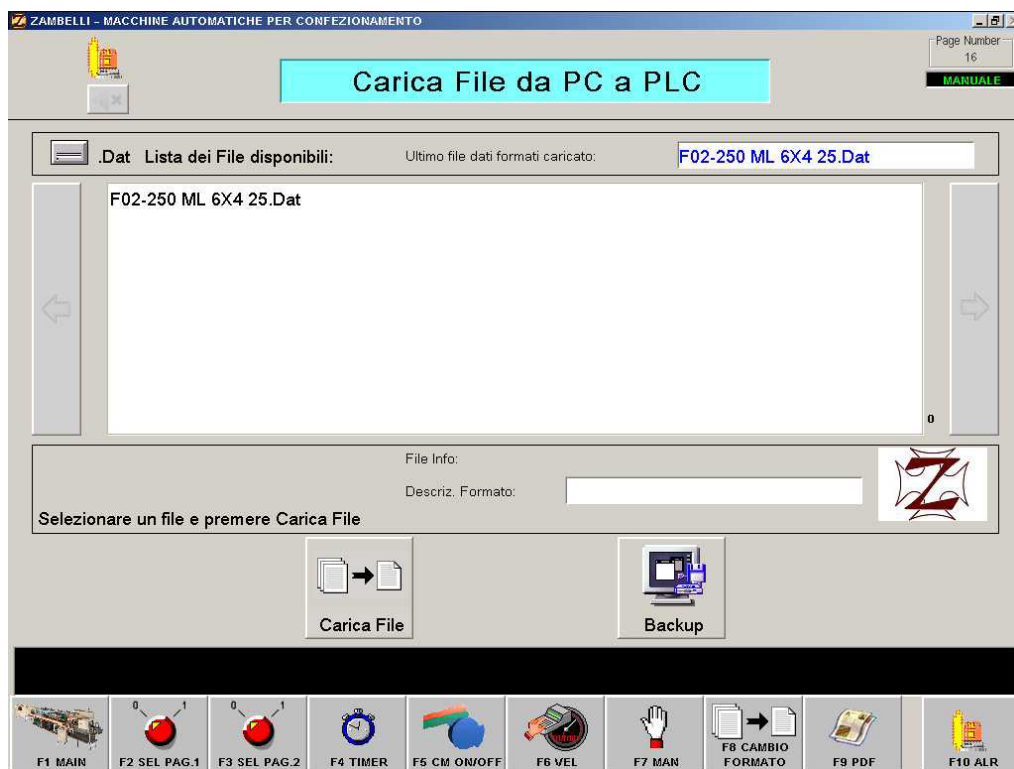 ZAMBELLI - MACCHINE AUTOMATICHE PER CONFEZIONAMENTO
Page Number
16
MANUALE
Carica File da PC a PLC
.Dat Lista dei File disponibili:
Ultimo file dati formati caricato:
F02-250 ML 6X4 25.Dat
F02-250 ML 6X4 25.Dat
0
File Info:
Descriz. Formato:
Selezionare un file e premere Carica File
Z
Carica File
Backup
0 1
0 1
F1 MAIN
F2 SEL PAG.1
F3 SEL PAG.2
F4 TIMER
F5 CM ON/OFF
F6 VEL
F7 MAN
F8 CAMBIO
FORMATO
F9 PDF
F10 ALR